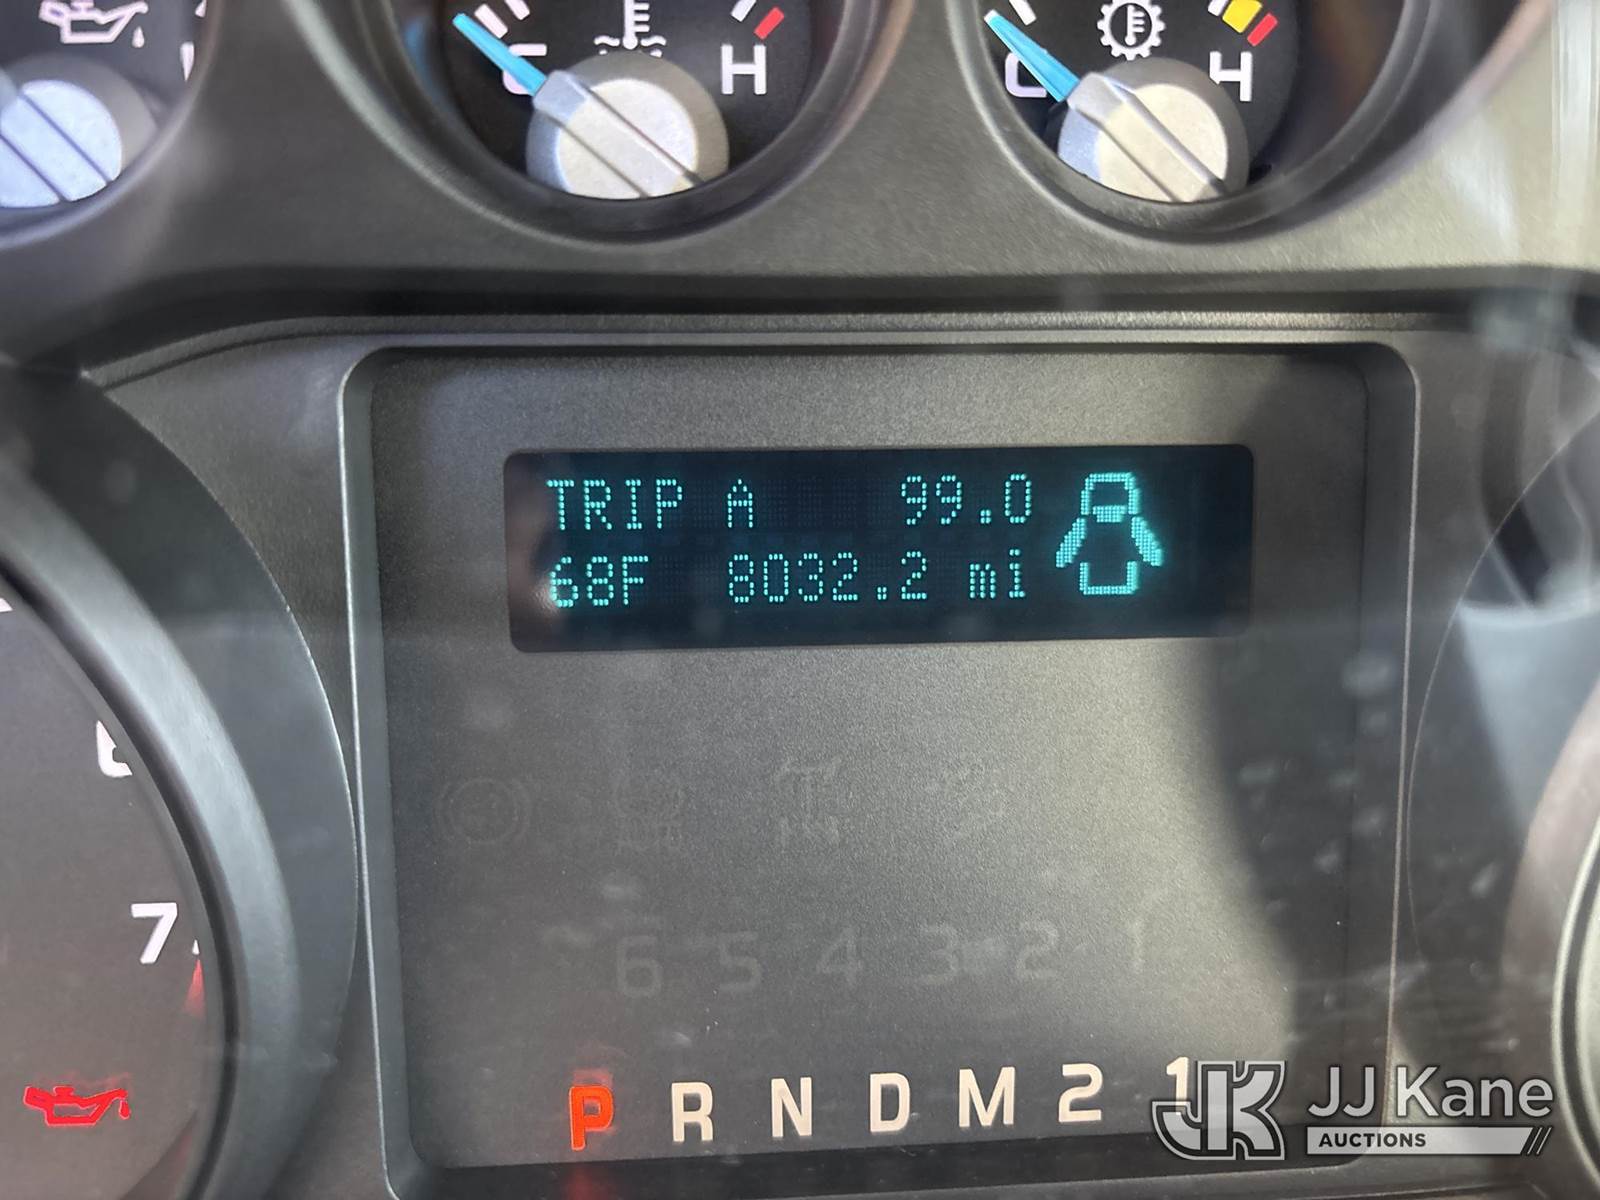 C H
C H
TRIP A 99.0
68F 8032.2 mi
7
6 5 4 3 2 1
P R N D M 2 1
JK JJ Kane
AUCTIONS